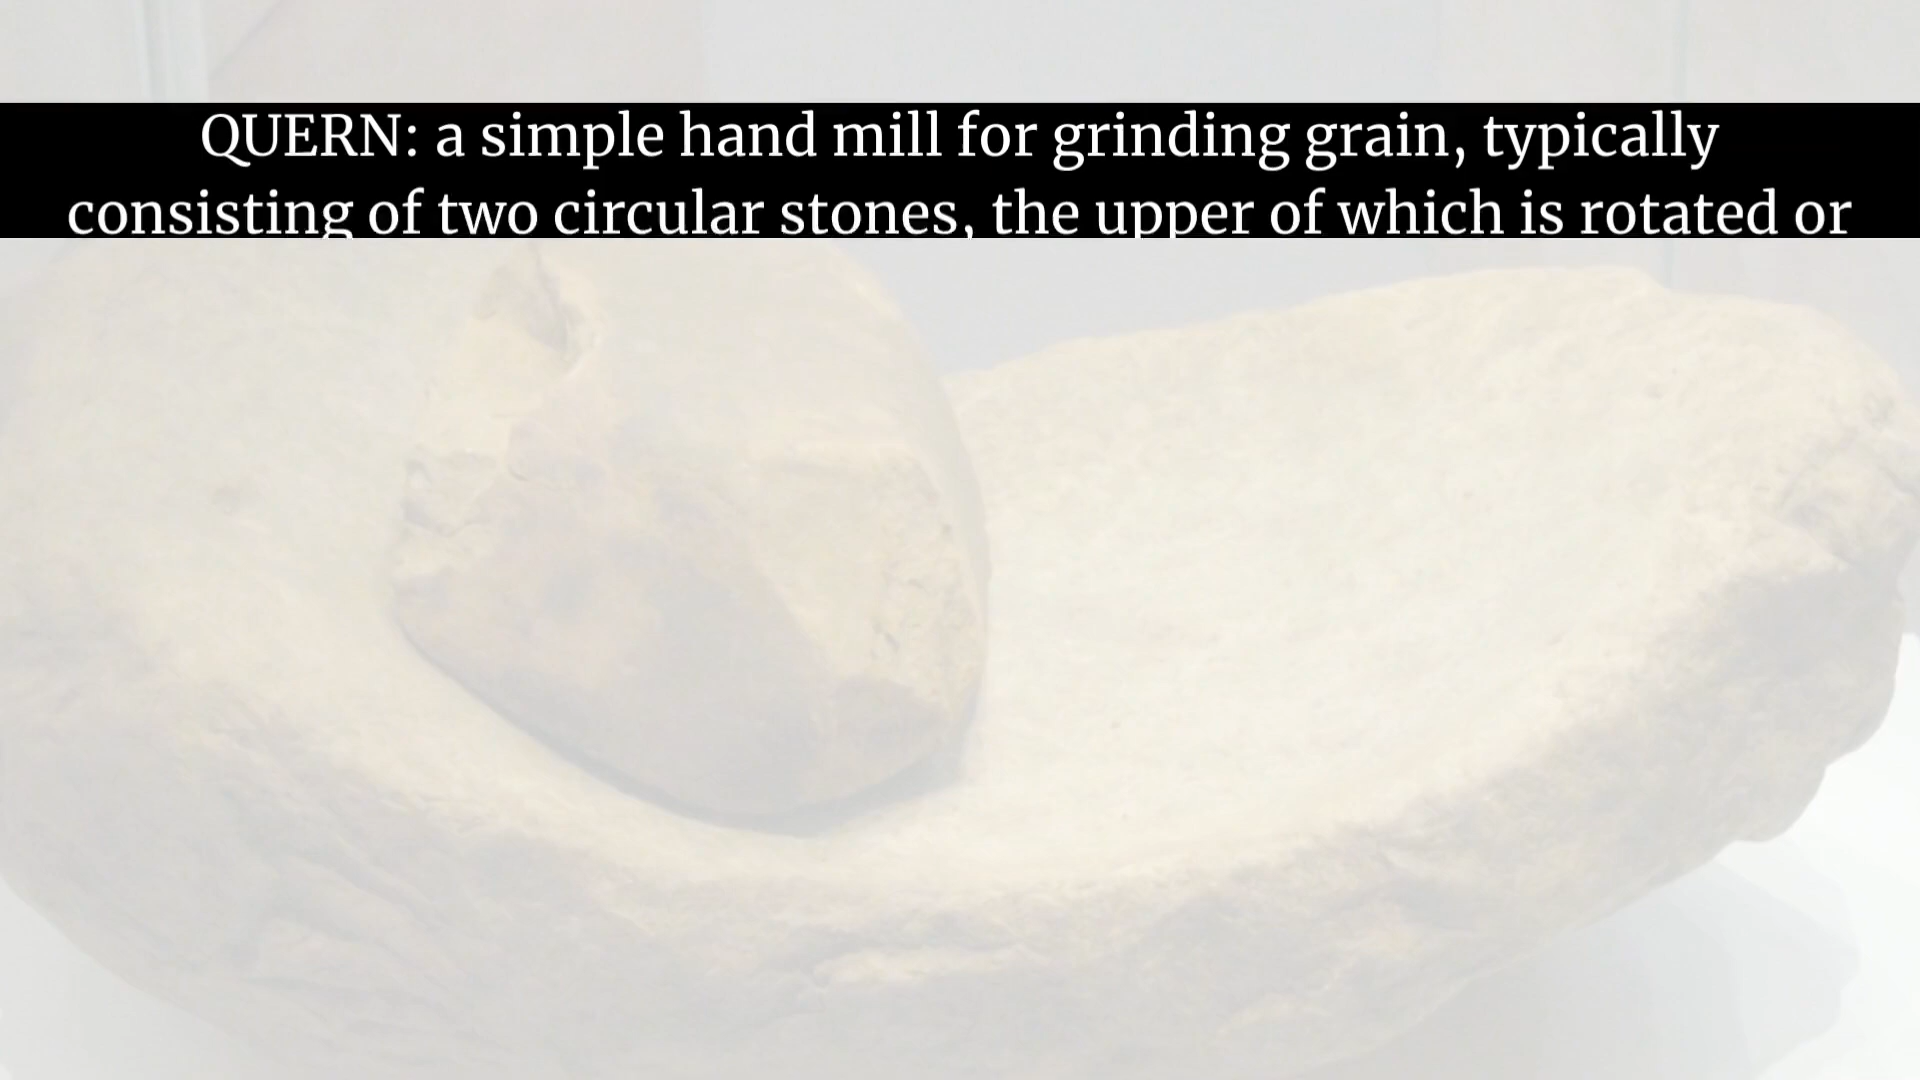 QUERN: a simple hand mill for grinding grain, typically
consisting of two circular stones, the upper of which is rotated or